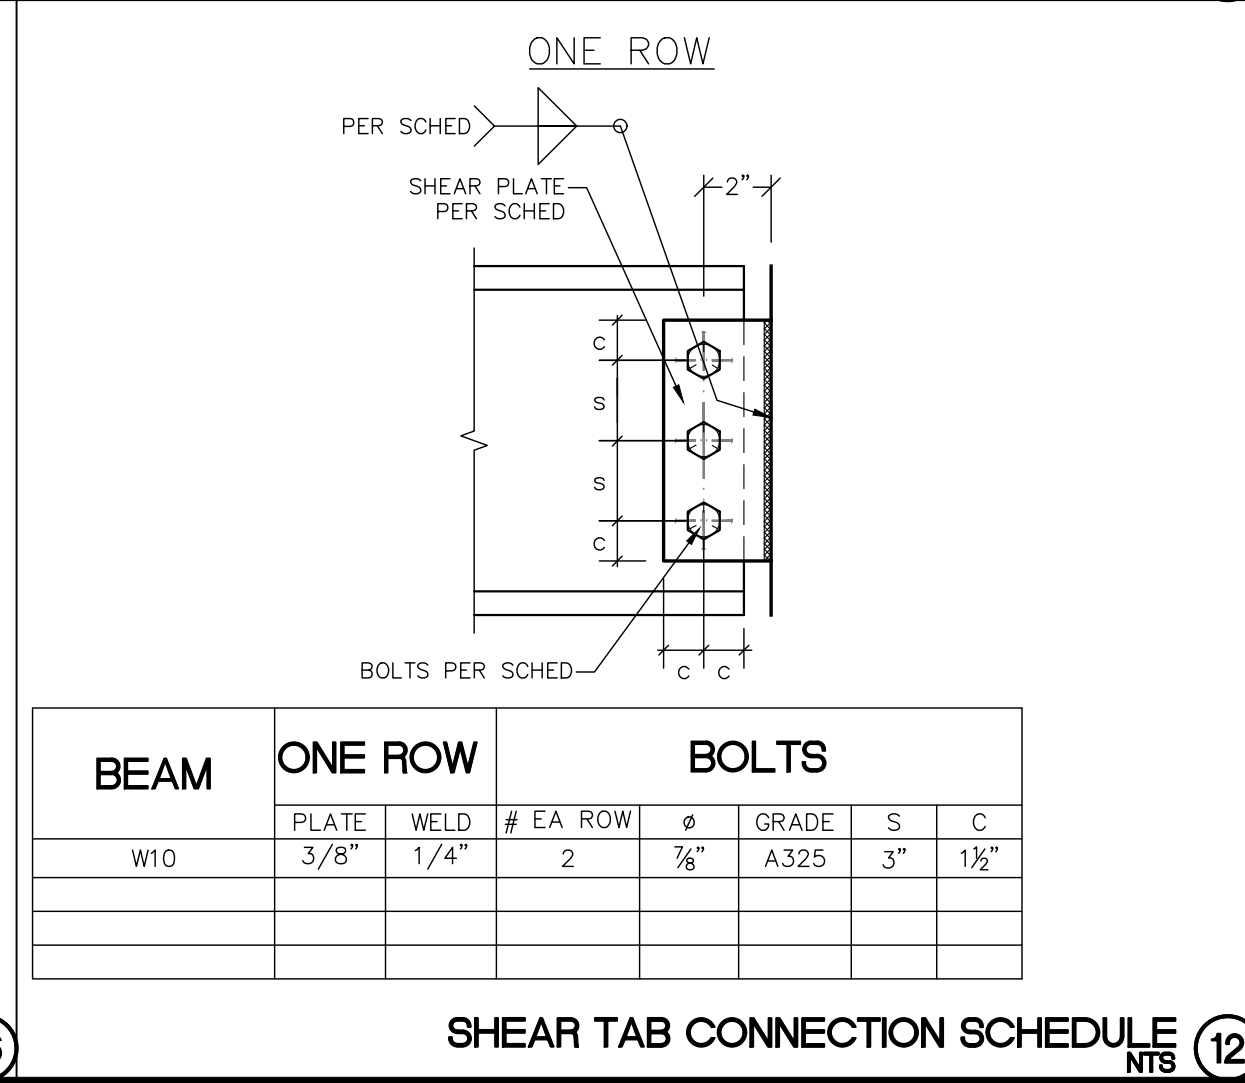 ONE ROW
PER SCHED
SHEAR PLATE
PER SCHED
2”
C
S
S
C
BOLTS PER SCHED
C C
BEAM ONE ROW BOLTS
PLATE WELD # EA ROW ø GRADE S C
W10 3/8” 1/4” 2 ⅞” A325 3” 1½”
SHEAR TAB CONNECTION SCHEDULE
NTS
12